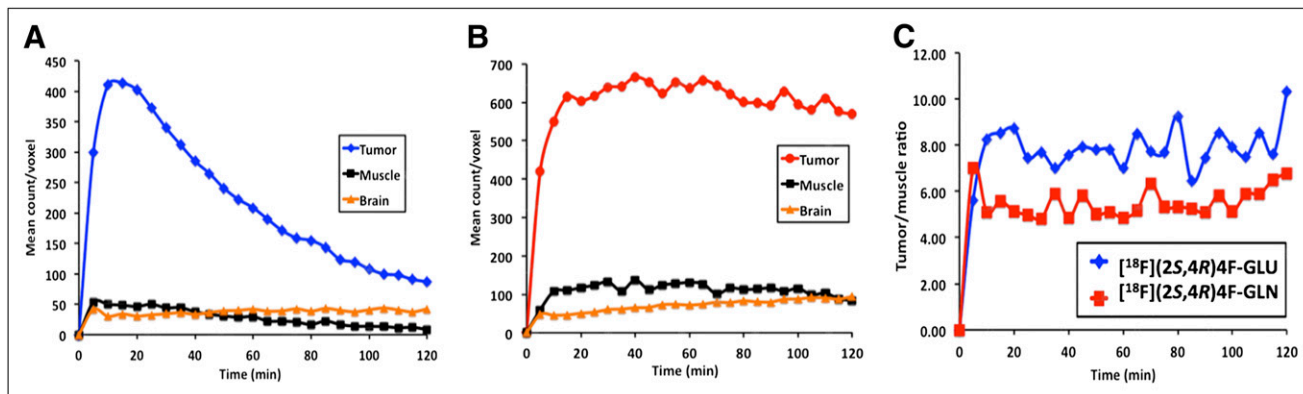 A
Mean count/voxel
450
400
350
300
250
200
150
100
50
0
0 20 40 60 80 100 120
Time (min)
Tumor
Muscle
Brain
B
Mean count/voxel
700
600
500
400
300
200
100
0
0 20 40 60 80 100 120
Time (min)
Tumor
Muscle
Brain
C
Tumor/muscle ratio
12.00
10.00
8.00
6.00
4.00
2.00
0.00
0 20 40 60 80 100 120
Time (min)
[¹⁸F](2S,4R)4F-GLU
[¹⁸F](2S,4R)4F-GLN